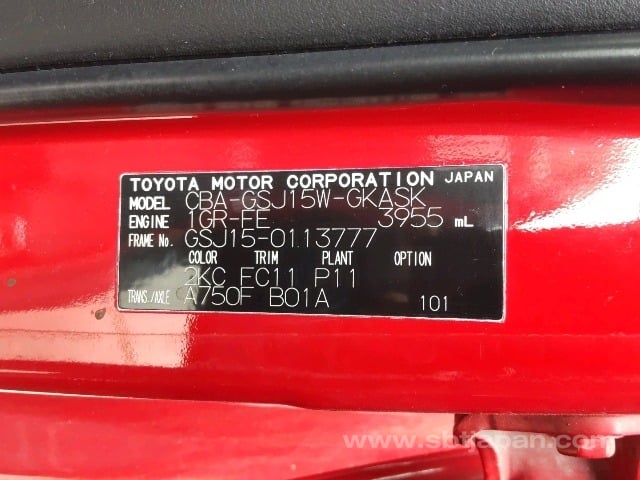 TOYOTA MOTOR CORPORATION JAPAN
MODEL CBA-GSJ15W-GKASK
ENGINE 1GR-FE 3955 mL
FRAME No. GSJ15-0113777
COLOR TRIM PLANT OPTION
2KC FC11 P11
TRANS./AXLE A750F B01A 101
www.sbtjapan.com